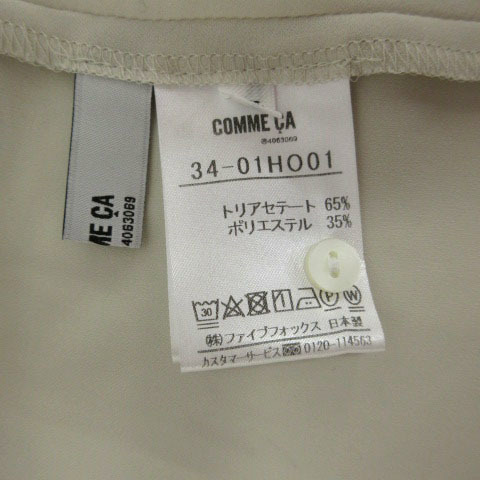 COMME ÇA
®4063069
34-01HO01
トリアセテート 65%
ポリエステル 35%
30 P W
(株)ファイブフォックス 日本製
カスタマーサービス 0120-114563
ME ÇA
4063069